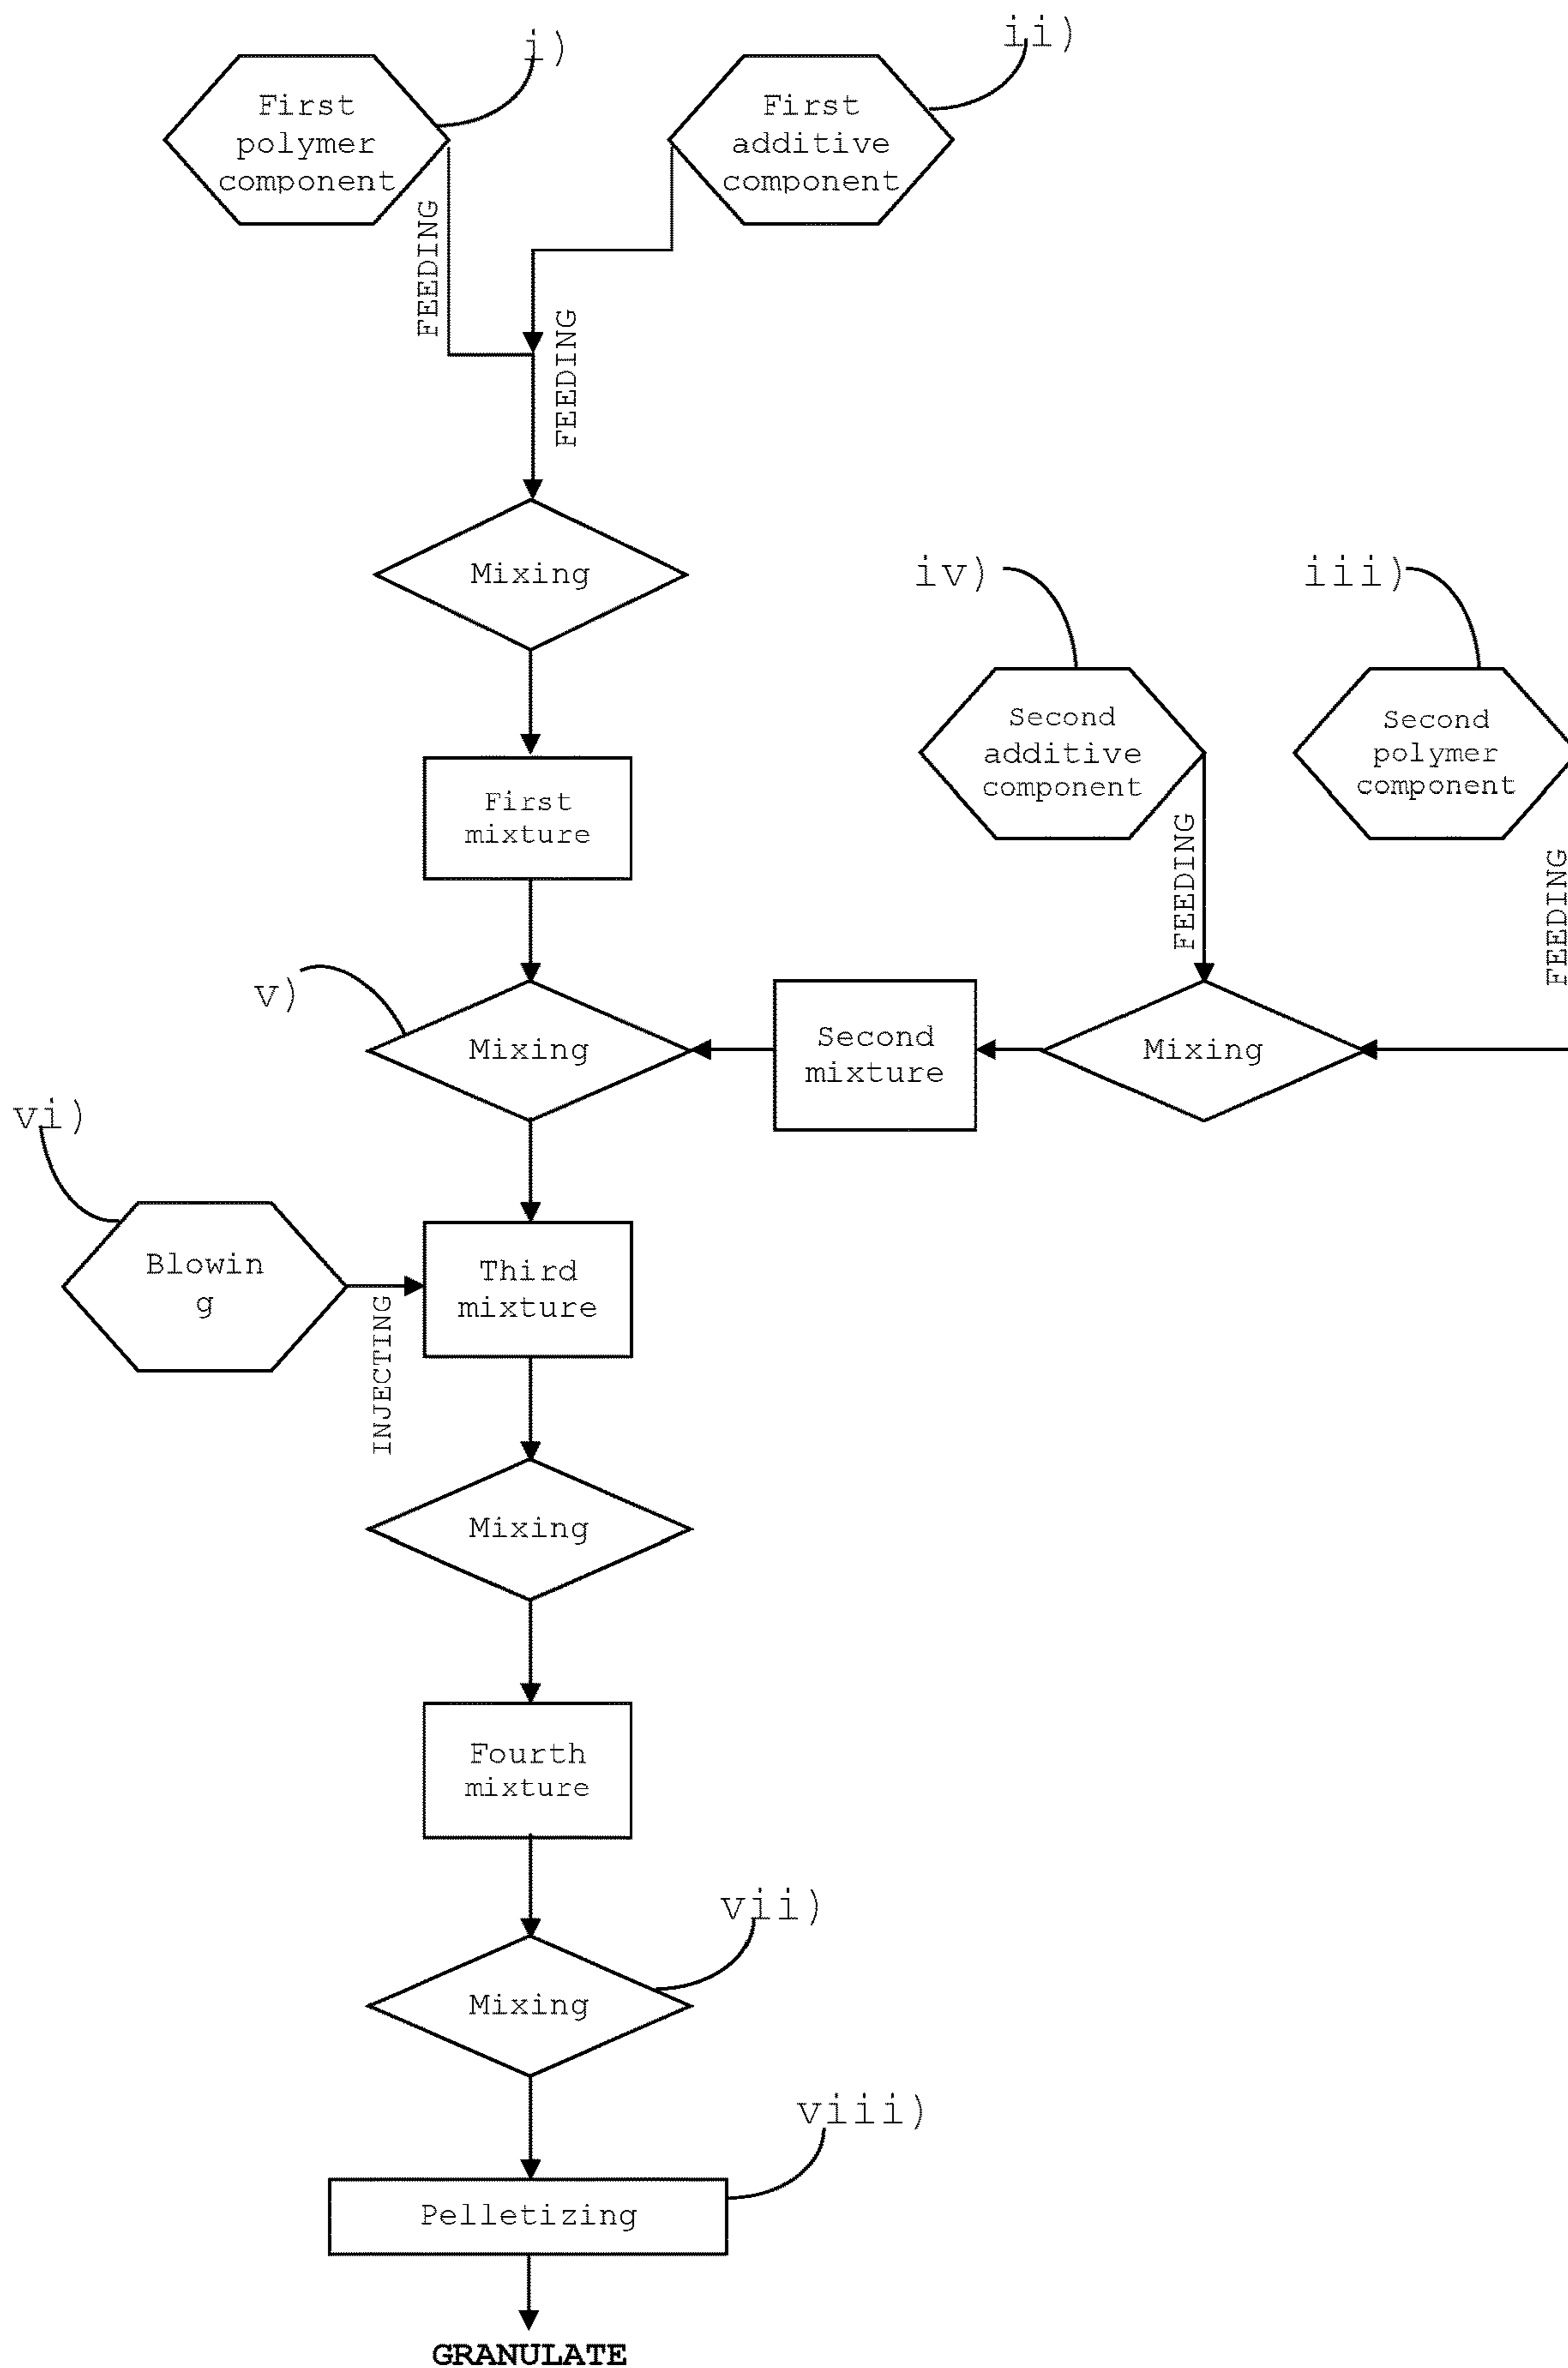 i)
ii)
First
polymer
component
First
additive
component
FEEDING
FEEDING
Mixing
iv)
iii)
Second
additive
component
Second
polymer
component
First
mixture
FEEDING
FEEDING
v)
Mixing
Second
mixture
Mixing
vi)
Blowin
g
Third
mixture
INJECTING
Mixing
Fourth
mixture
vii)
Mixing
viii)
Pelletizing
GRANULATE